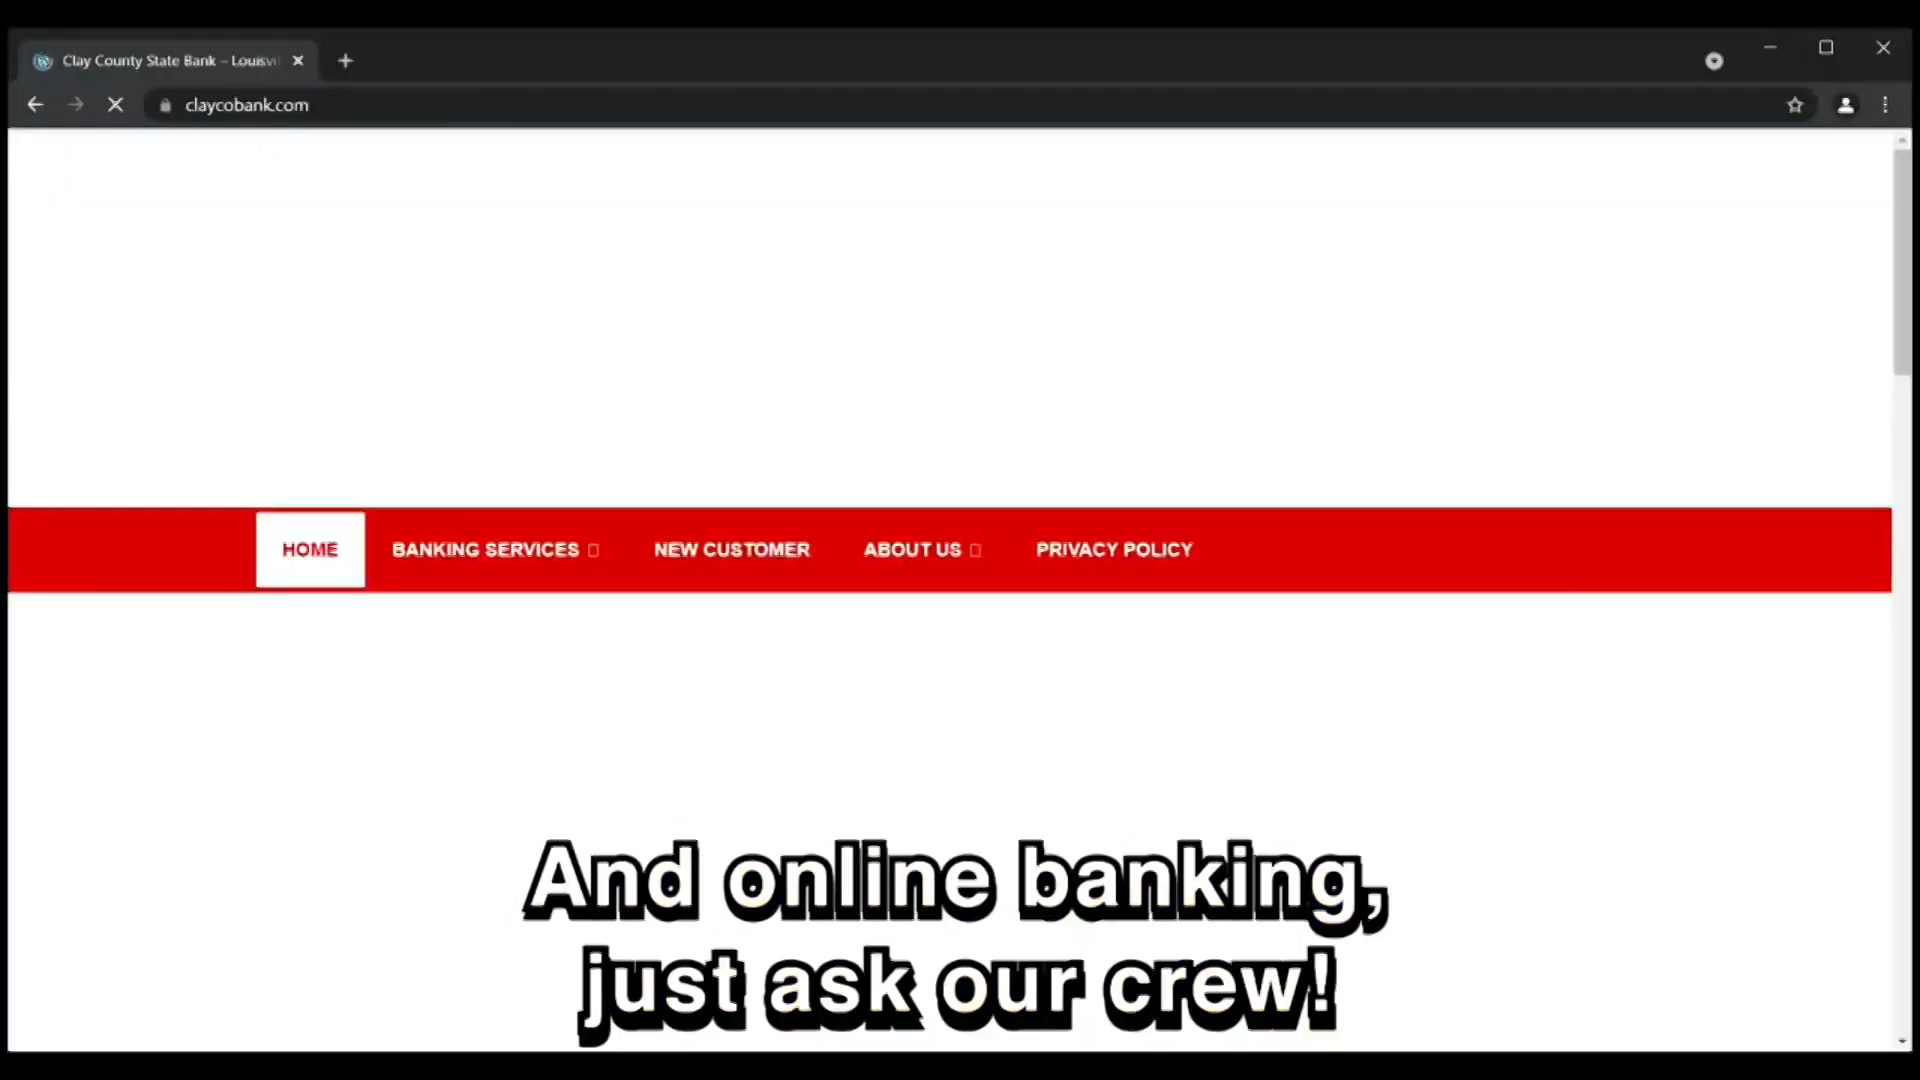 Clay County State Bank – Louisvi
claycobank.com
HOME BANKING SERVICES NEW CUSTOMER ABOUT US PRIVACY POLICY
And online banking,
just ask our crew!